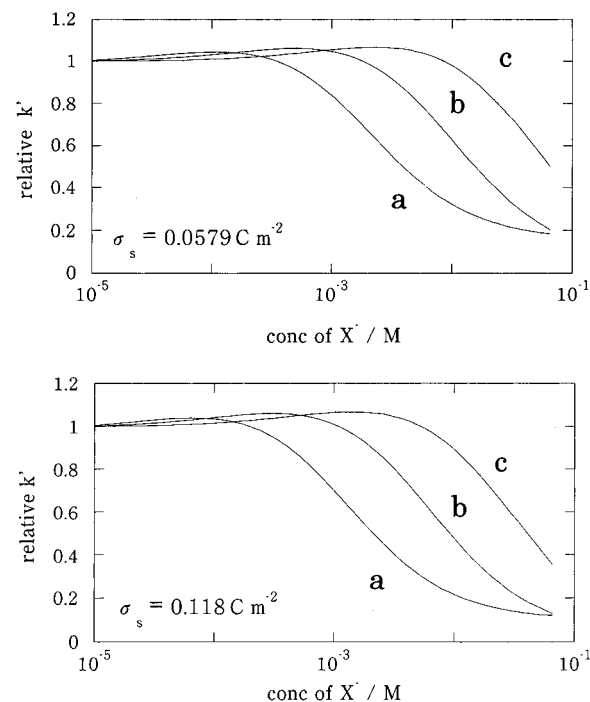 1.2
1
0.8
0.6
0.4
0.2
0
relative k'
a
b
c
σs = 0.0579 C m-2
10-5
10-3
10-1
conc of X- / M
1.2
1
0.8
0.6
0.4
0.2
0
relative k'
a
b
c
σs = 0.118 C m-2
10-5
10-3
10-1
conc of X- / M